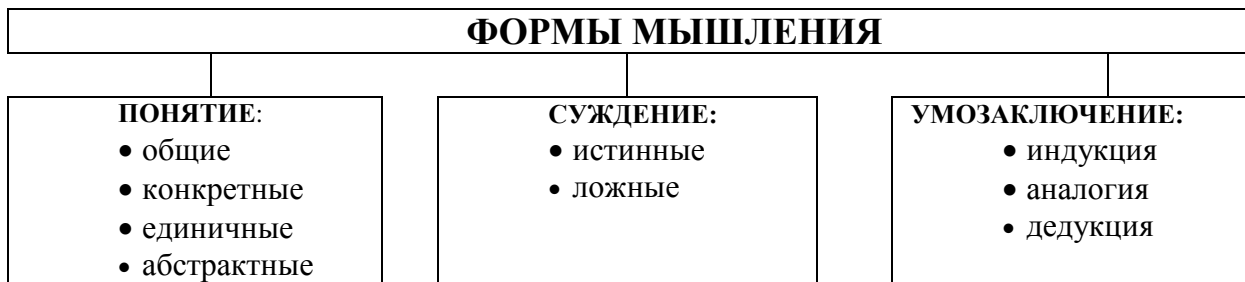 ФОРМЫ МЫШЛЕНИЯ
ПОНЯТИЕ:
• общие
• конкретные
• единичные
• абстрактные
СУЖДЕНИЕ:
• истинные
• ложные
УМОЗАКЛЮЧЕНИЕ:
• индукция
• аналогия
• дедукция